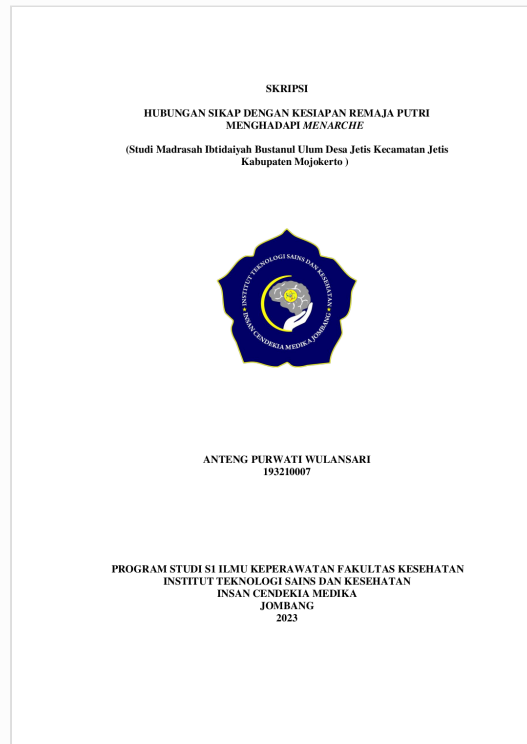 SKRIPSI
HUBUNGAN SIKAP DENGAN KESIAPAN REMAJA PUTRI
MENGHADAPI MENARCHE
(Studi Madrasah Ibtidaiyah Bustanul Ulum Desa Jetis Kecamatan Jetis
Kabupaten Mojokerto )
INSTITUT TEKNOLOGI SAINS DAN KESEHATAN
INSAN CENDEKIA MEDIKA JOMBANG
ANTENG PURWATI WULANSARI
193210007
PROGRAM STUDI S1 ILMU KEPERAWATAN FAKULTAS KESEHATAN
INSTITUT TEKNOLOGI SAINS DAN KESEHATAN
INSAN CENDEKIA MEDIKA
JOMBANG
2023